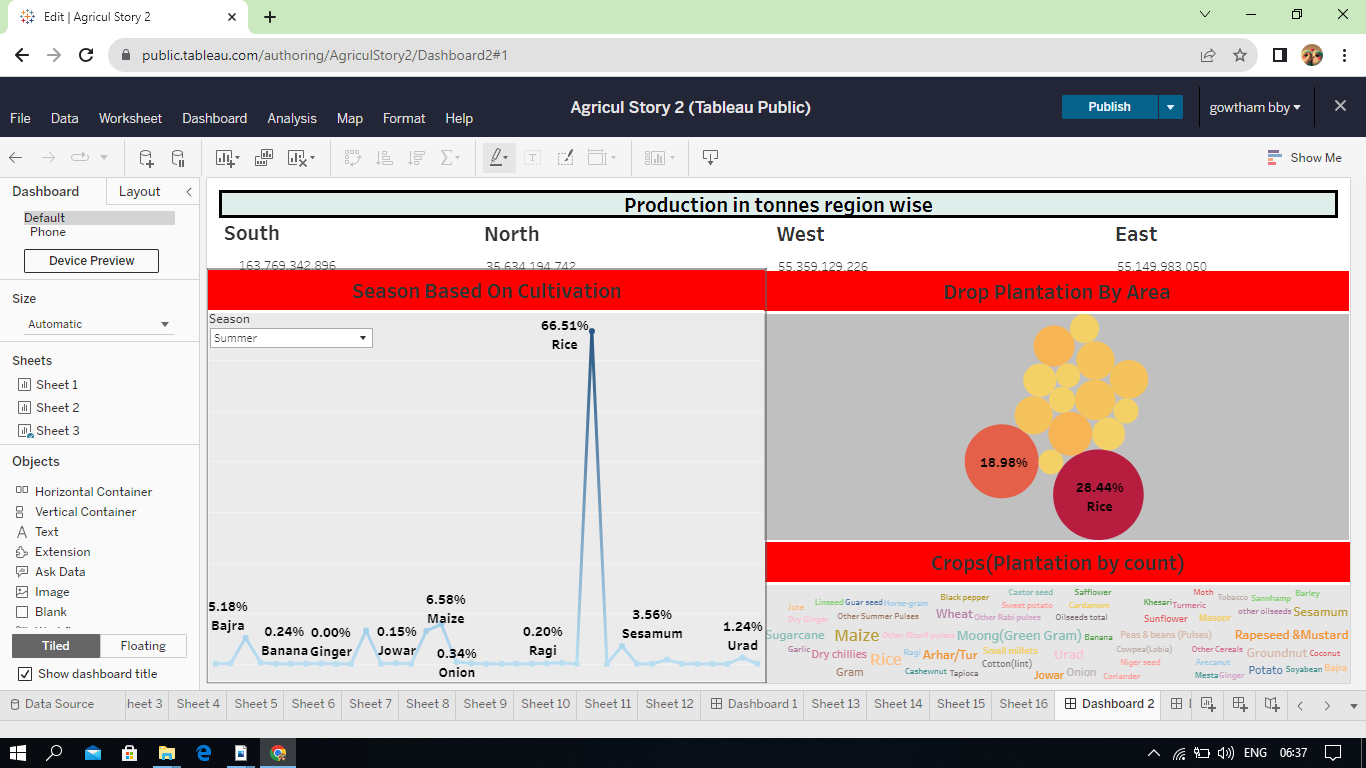 Edit | Agricul Story 2
public.tableau.com/authoring/AgriculStory2/Dashboard2#1
Agricul Story 2 (Tableau Public)
Publish
gowtham bby
File Data Worksheet Dashboard Analysis Map Format Help
Show Me
Dashboard Layout
Default
Phone
Device Preview
Size
Automatic
Sheets
Sheet 1
Sheet 2
Sheet 3
Objects
Horizontal Container
Vertical Container
Text
Extension
Ask Data
Image
Blank
Tiled Floating
Show dashboard title
Production in tonnes region wise
South North West East
163,769,342,896 35,634,194,742 55,359,129,226 55,149,983,050
Season Based On Cultivation
Season
Summer
66.51%
Rice
5.18%
Bajra
0.24%
Banana
0.00%
Ginger
0.15%
Jowar
6.58%
Maize
0.34%
Onion
0.20%
Ragi
3.56%
Sesamum
1.24%
Urad
Drop Plantation By Area
18.98%
28.44%
Rice
Crops(Plantation by count)
Jute Linseed Guar seed Horse-gram Black pepper Castor seed Safflower Moth Tobacco Sannhamp Barley
Sweet potato Cardamom Khesari Turmeric
Dry Ginger Other Summer Pulses Wheat Other Rabi pulses Oilseeds total Sunflower Masoor other oilseeds Sesamum
Sugarcane Maize Other Kharif pulses Moong(Green Gram) Banana Peas & beans (Pulses) Rapeseed &Mustard
Garlic Dry chillies Rice Ragi Arhar/Tur Small millets Urad Cowpea(Lobia) Other Cereals Groundnut Coconut
Cotton(lint) Niger seed Arecanut
Gram Cashewnut Tapioca Jowar Onion Coriander Mesta Ginger Potato Soyabean Bajra
Data Source heet 3 Sheet 4 Sheet 5 Sheet 6 Sheet 7 Sheet 8 Sheet 9 Sheet 10 Sheet 11 Sheet 12 Dashboard 1 Sheet 13 Sheet 14 Sheet 15 Sheet 16 Dashboard 2
ENG 06:37